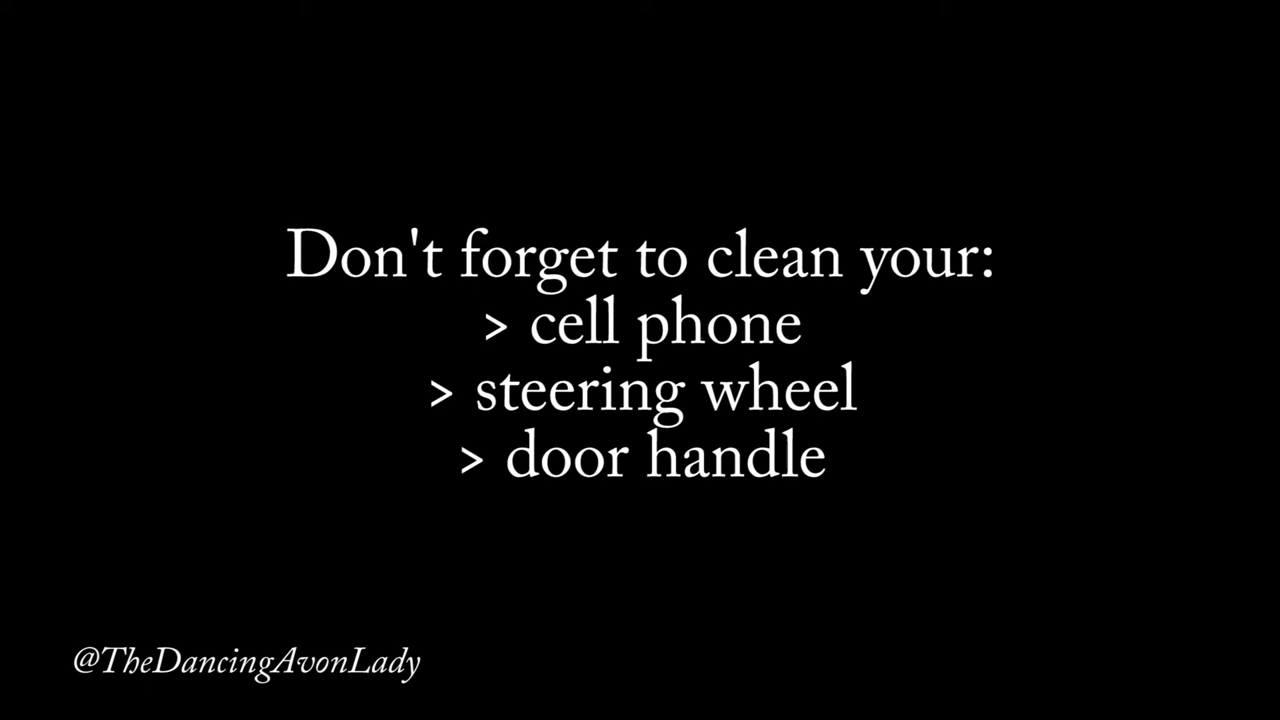 Don't forget to clean your:
> cell phone
> steering wheel
> door handle
@TheDancingAvonLady